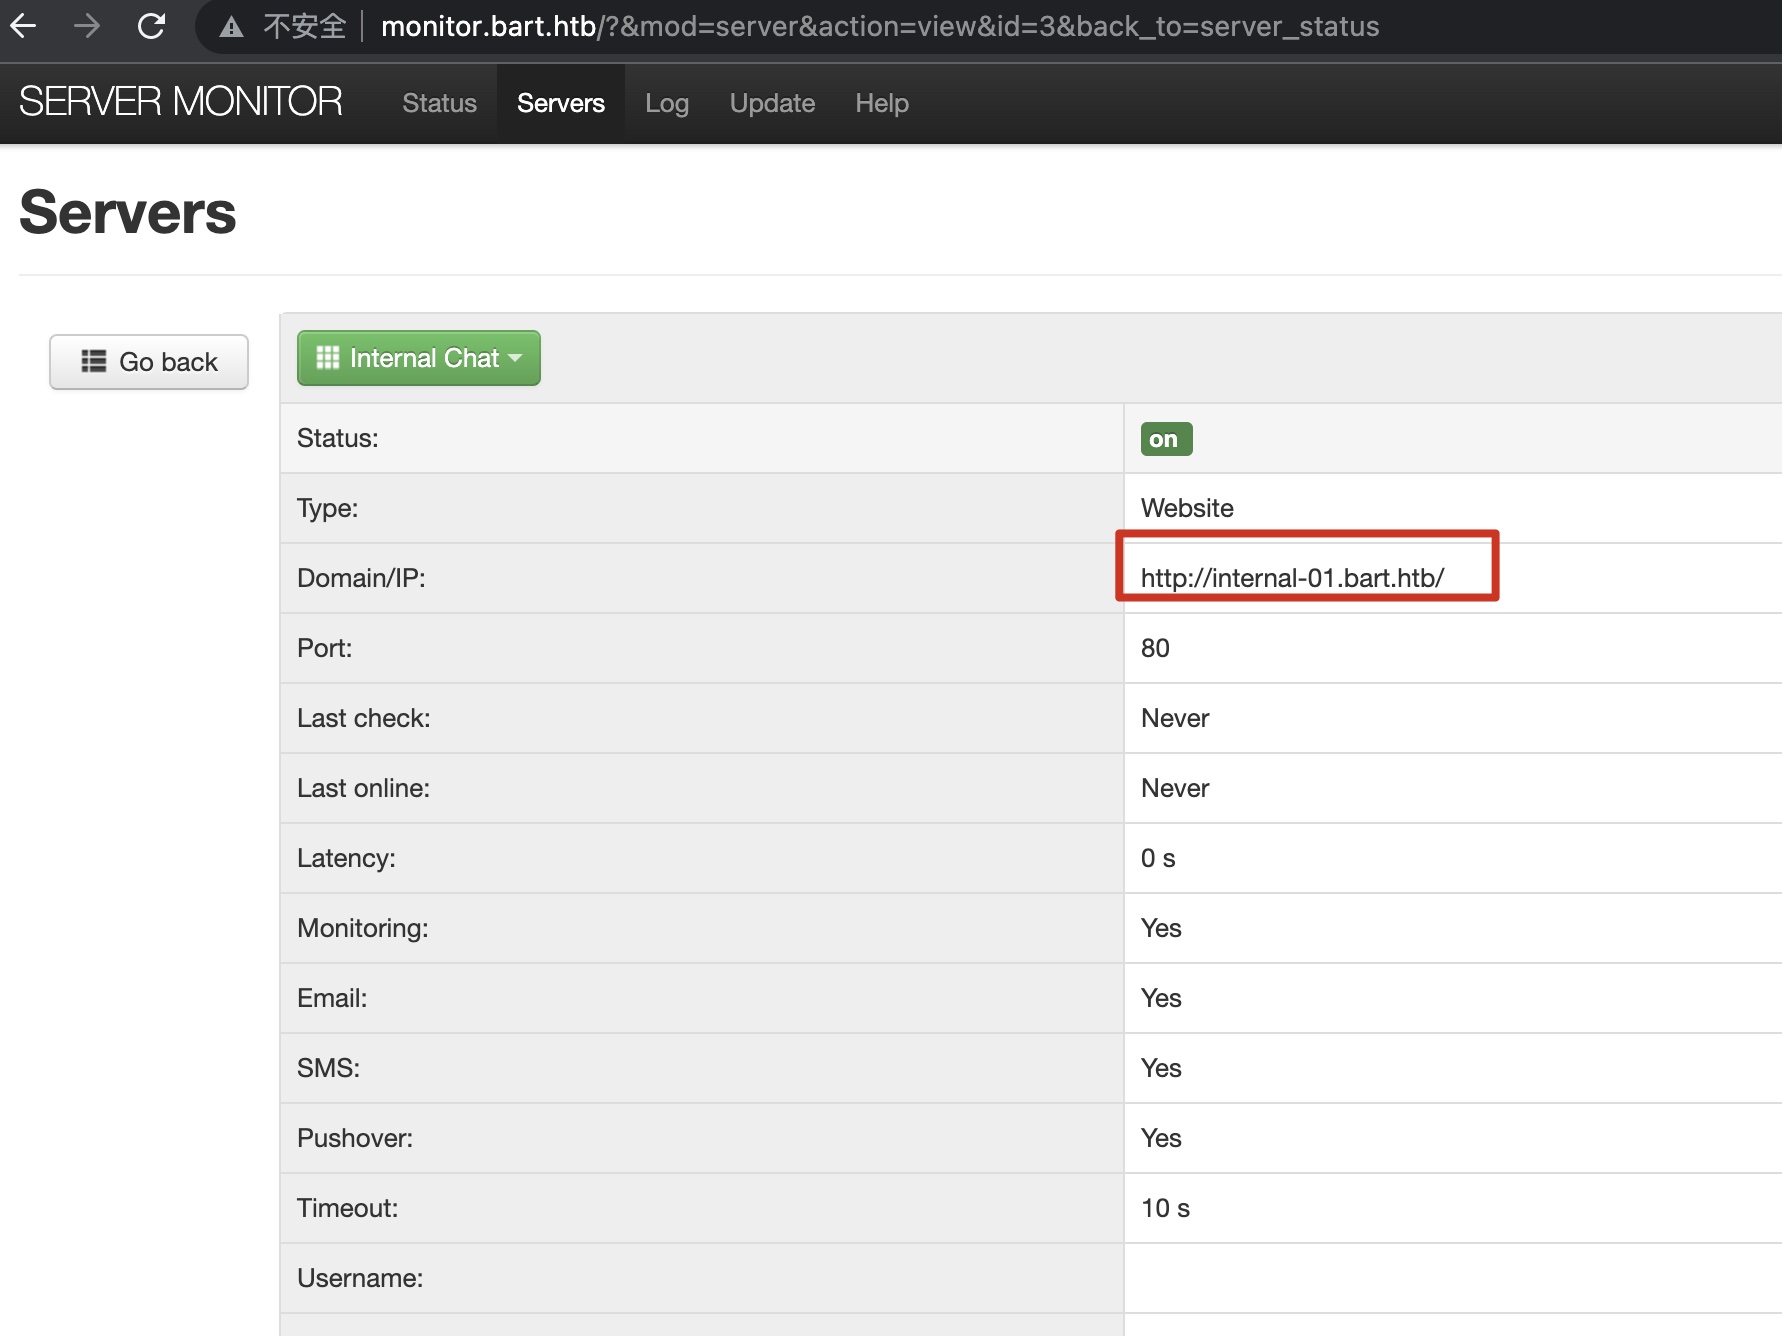 不安全 monitor.bart.htb/?&mod=server&action=view&id=3&back_to=server_status
SERVER MONITOR Status Servers Log Update Help
Servers
Go back
Internal Chat
Status: on
Type: Website
Domain/IP: http://internal-01.bart.htb/
Port: 80
Last check: Never
Last online: Never
Latency: 0 s
Monitoring: Yes
Email: Yes
SMS: Yes
Pushover: Yes
Timeout: 10 s
Username: